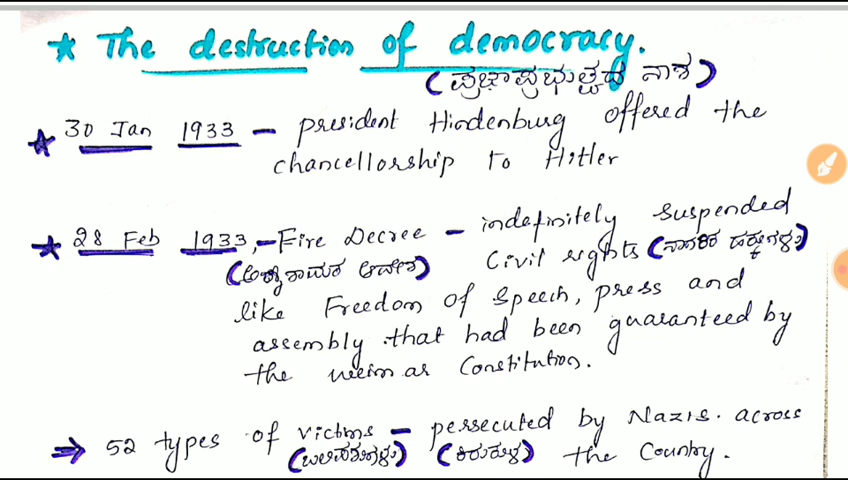 * The destruction of democracy.
(ಪ್ರಜಾಪ್ರಭುತ್ವದ ನಾಶ)
* 30 Jan 1933 - president Hindenburg offered the
chancellorship to Hitler
* 28 Feb 1933,- Fire Decree - indefinitely suspended
civil rights (ನಾಗರಿಕ ಹಕ್ಕುಗಳು)
like Freedom of speech, press and
assembly that had been guaranteed by
the weimar Constitution.
⇒ 52 types of victims - persecuted by Nazis. across
(ಬಲಿಪಶುಗಳು) (ಕಿರುಕುಳ) the Country.